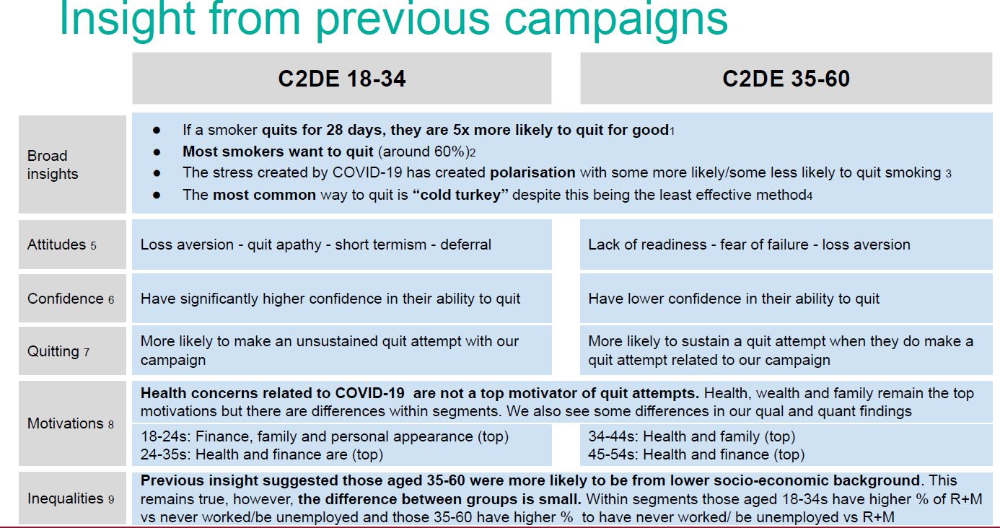 Insight from previous campaigns
C2DE 18-34
C2DE 35-60
Broad
insights
● If a smoker quits for 28 days, they are 5x more likely to quit for good1
● Most smokers want to quit (around 60%)2
● The stress created by COVID-19 has created polarisation with some more likely/some less likely to quit smoking 3
● The most common way to quit is “cold turkey” despite this being the least effective method4
Attitudes 5
Loss aversion - quit apathy - short termism - deferral
Lack of readiness - fear of failure - loss aversion
Confidence 6
Have significantly higher confidence in their ability to quit
Have lower confidence in their ability to quit
Quitting 7
More likely to make an unsustained quit attempt with our
campaign
More likely to sustain a quit attempt when they do make a
quit attempt related to our campaign
Motivations 8
Health concerns related to COVID-19 are not a top motivator of quit attempts. Health, wealth and family remain the top
motivations but there are differences within segments. We also see some differences in our qual and quant findings
18-24s: Finance, family and personal appearance (top)
24-35s: Health and finance are (top)
34-44s: Health and family (top)
45-54s: Health and finance (top)
Inequalities 9
Previous insight suggested those aged 35-60 were more likely to be from lower socio-economic background. This
remains true, however, the difference between groups is small. Within segments those aged 18-34s have higher % of R+M
vs never worked/be unemployed and those 35-60 have higher % to have never worked/ be unemployed vs R+M